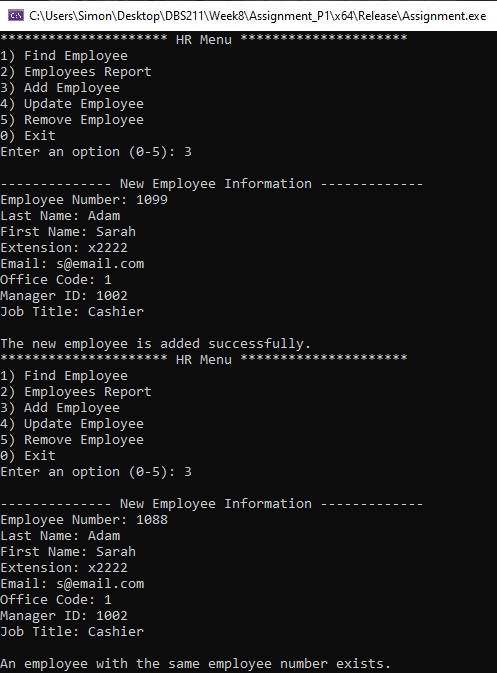 C:\Users\Simon\Desktop\DBS211\Week8\Assignment_P1\x64\Release\Assignment.exe
********************* HR Menu *********************
1) Find Employee
2) Employees Report
3) Add Employee
4) Update Employee
5) Remove Employee
0) Exit
Enter an option (0-5): 3
-------------- New Employee Information -------------
Employee Number: 1099
Last Name: Adam
First Name: Sarah
Extension: x2222
Email: s@email.com
Office Code: 1
Manager ID: 1002
Job Title: Cashier
The new employee is added successfully.
********************* HR Menu *********************
1) Find Employee
2) Employees Report
3) Add Employee
4) Update Employee
5) Remove Employee
0) Exit
Enter an option (0-5): 3
-------------- New Employee Information -------------
Employee Number: 1088
Last Name: Adam
First Name: Sarah
Extension: x2222
Email: s@email.com
Office Code: 1
Manager ID: 1002
Job Title: Cashier
An employee with the same employee number exists.